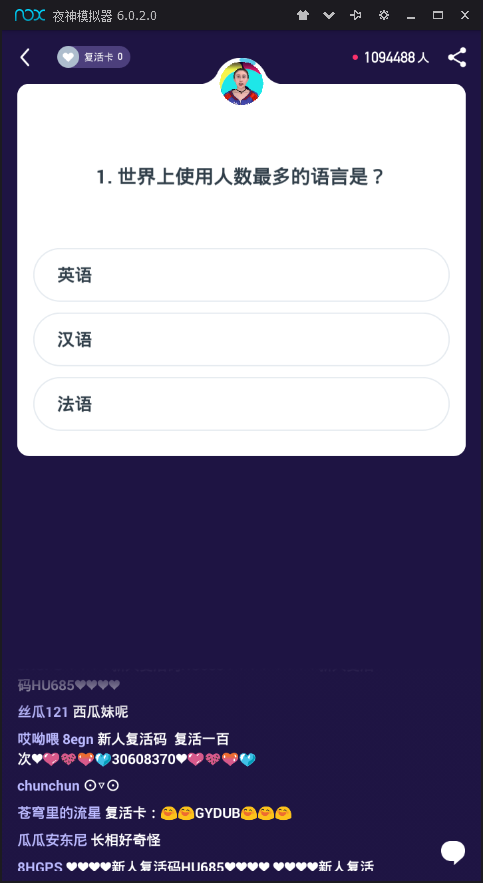 nox 夜神模拟器 6.0.2.0
复活卡 0
1094488 人
1. 世界上使用人数最多的语言是？
英语
汉语
法语
码HU685♥♥♥♥
丝瓜121 西瓜妹呢
哎呦喂 8egn 新人复活码 复活一百
次♥💖💖💖💙30608370♥💖💖💖💙
chunchun ⊙▿⊙
苍穹里的流星 复活卡：😊😊GYDUB😊😊😊
瓜瓜安东尼 长相好奇怪
8HGPS ♥♥♥♥新人复活码HU685♥♥♥♥ ♥♥♥♥新人复活